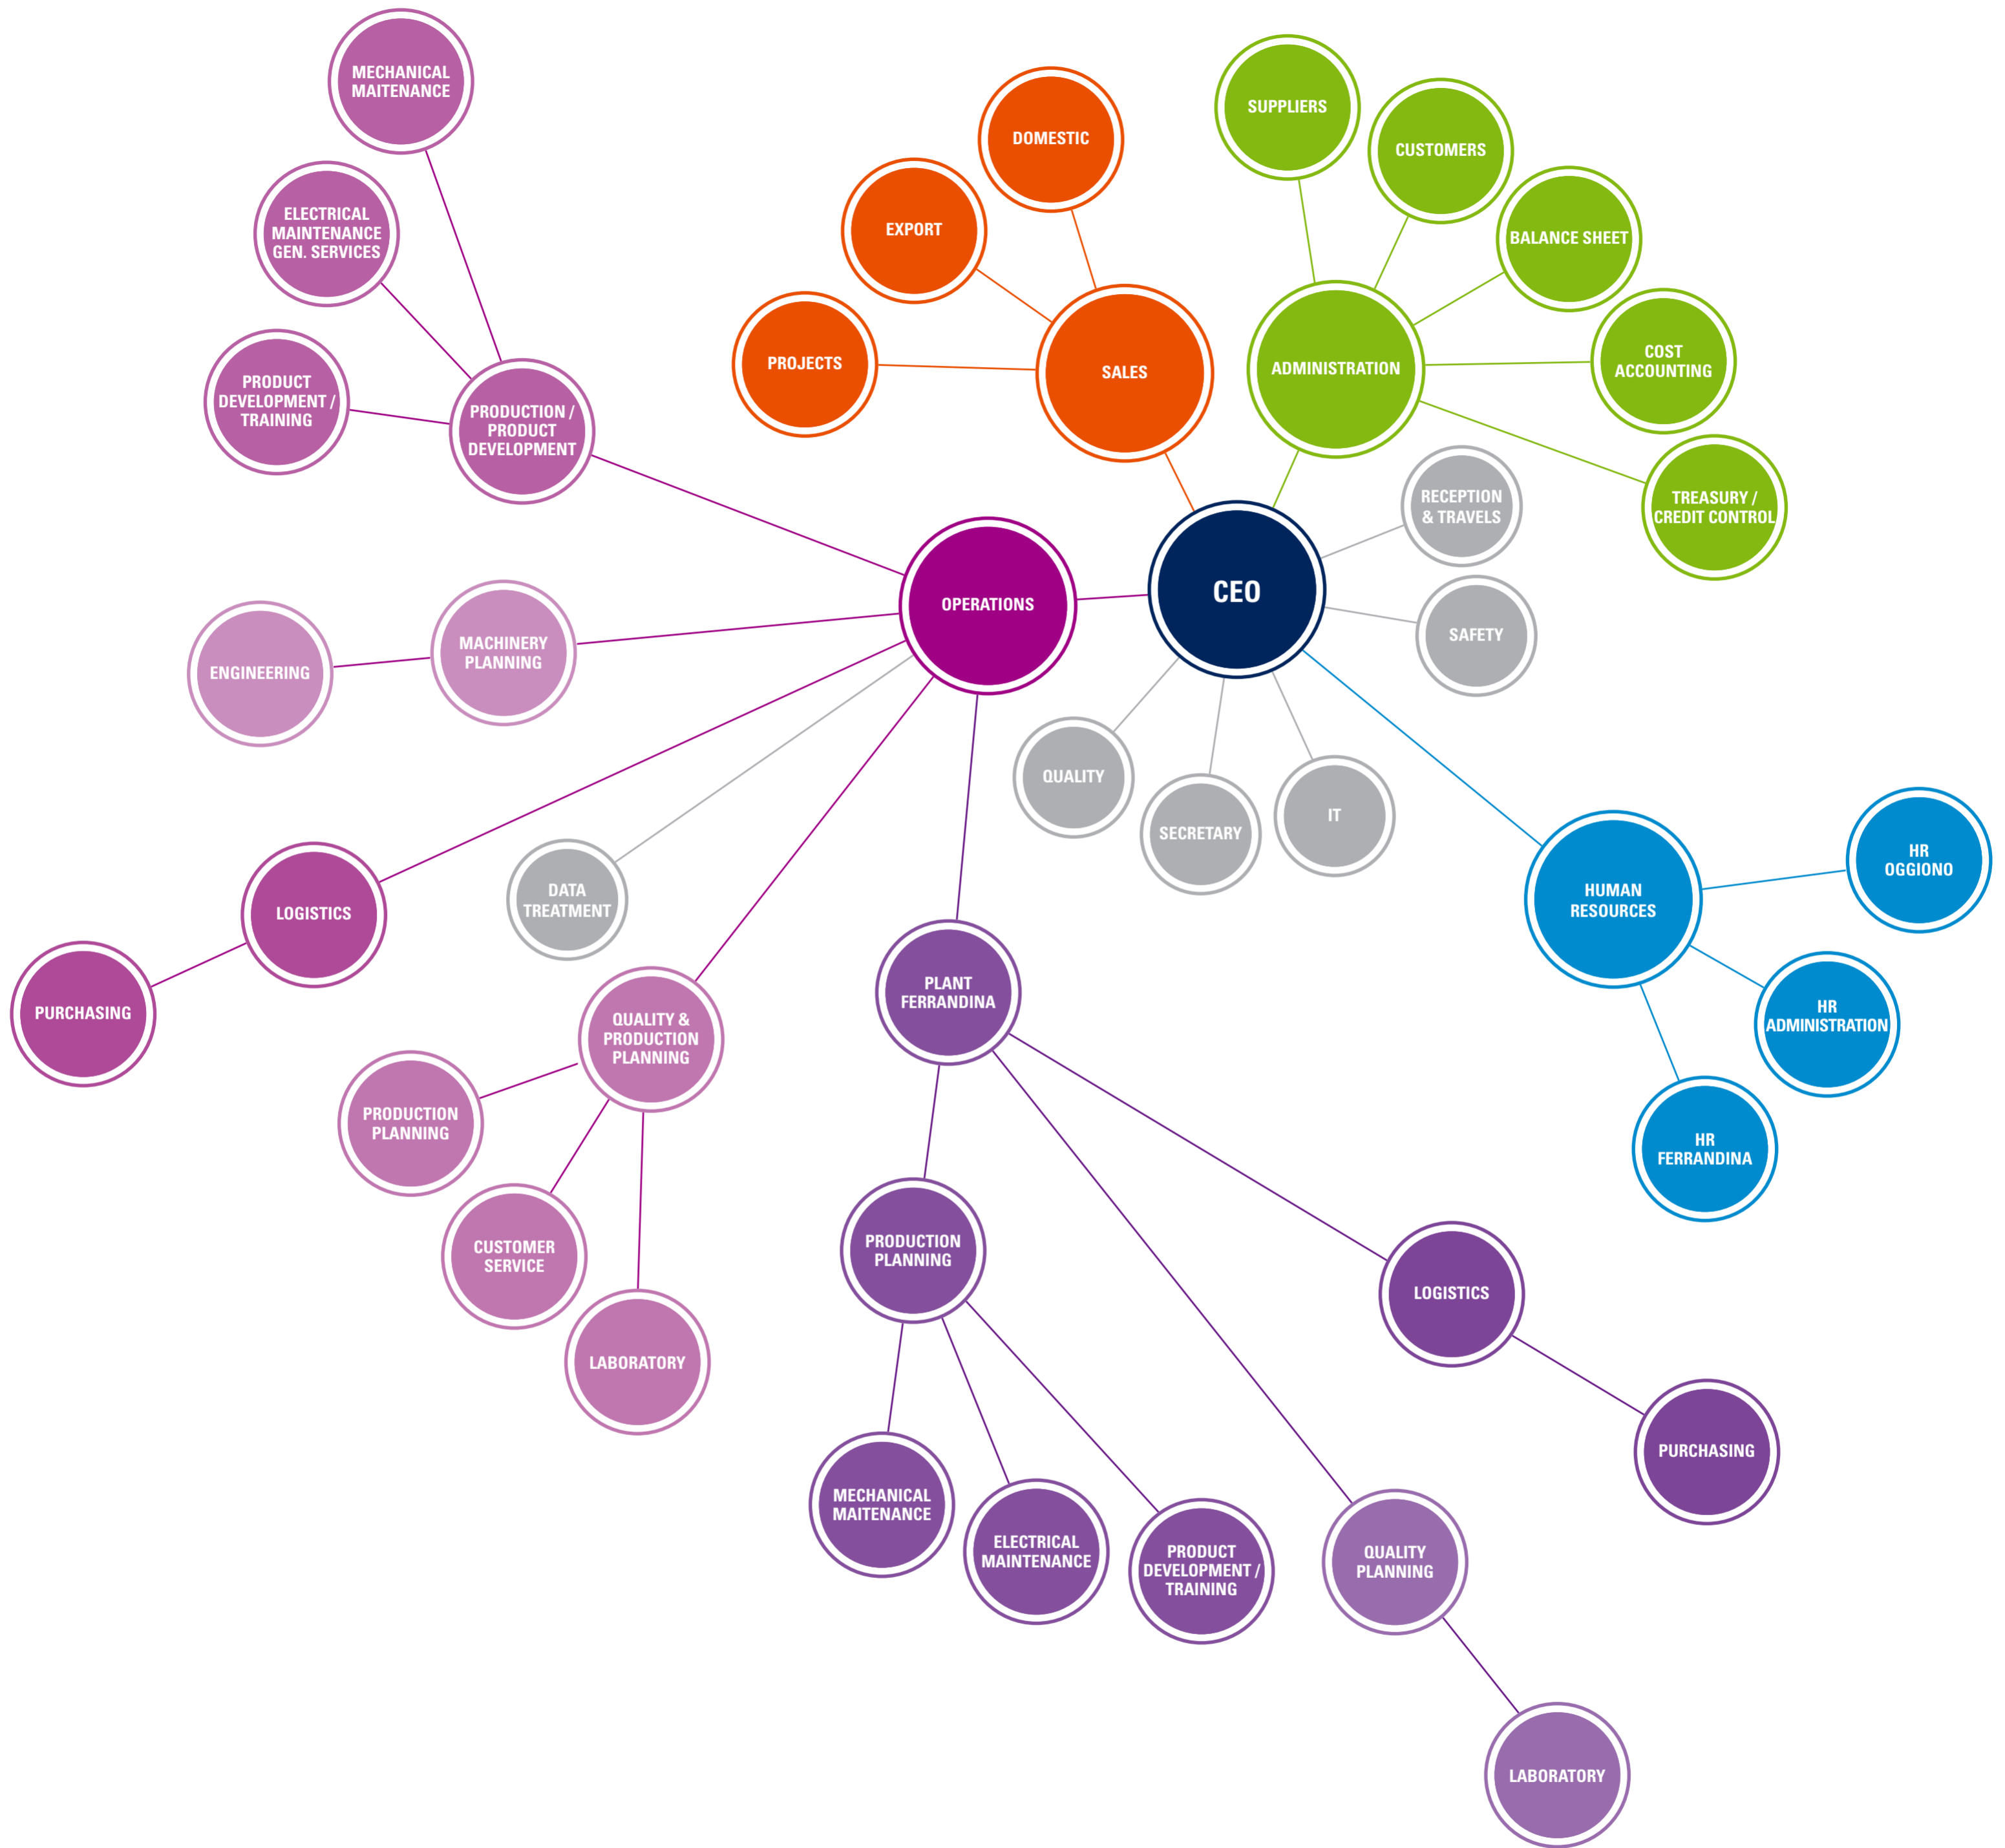 MECHANICAL
MAITENANCE
ELECTRICAL
MAINTENANCE
GEN. SERVICES
PRODUCT
DEVELOPMENT /
TRAINING
PRODUCTION /
PRODUCT
DEVELOPMENT
DOMESTIC
EXPORT
PROJECTS
SALES
SUPPLIERS
CUSTOMERS
BALANCE SHEET
COST
ACCOUNTING
TREASURY /
CREDIT CONTROL
ADMINISTRATION
RECEPTION
& TRAVELS
SAFETY
CEO
OPERATIONS
MACHINERY
PLANNING
ENGINEERING
QUALITY
SECRETARY
IT
LOGISTICS
PURCHASING
DATA
TREATMENT
HUMAN
RESOURCES
HR
OGGIONO
HR
ADMINISTRATION
HR
FERRANDINA
QUALITY &
PRODUCTION
PLANNING
PRODUCTION
PLANNING
CUSTOMER
SERVICE
LABORATORY
PLANT
FERRANDINA
PRODUCTION
PLANNING
MECHANICAL
MAITENANCE
ELECTRICAL
MAINTENANCE
PRODUCT
DEVELOPMENT /
TRAINING
LOGISTICS
PURCHASING
QUALITY
PLANNING
LABORATORY